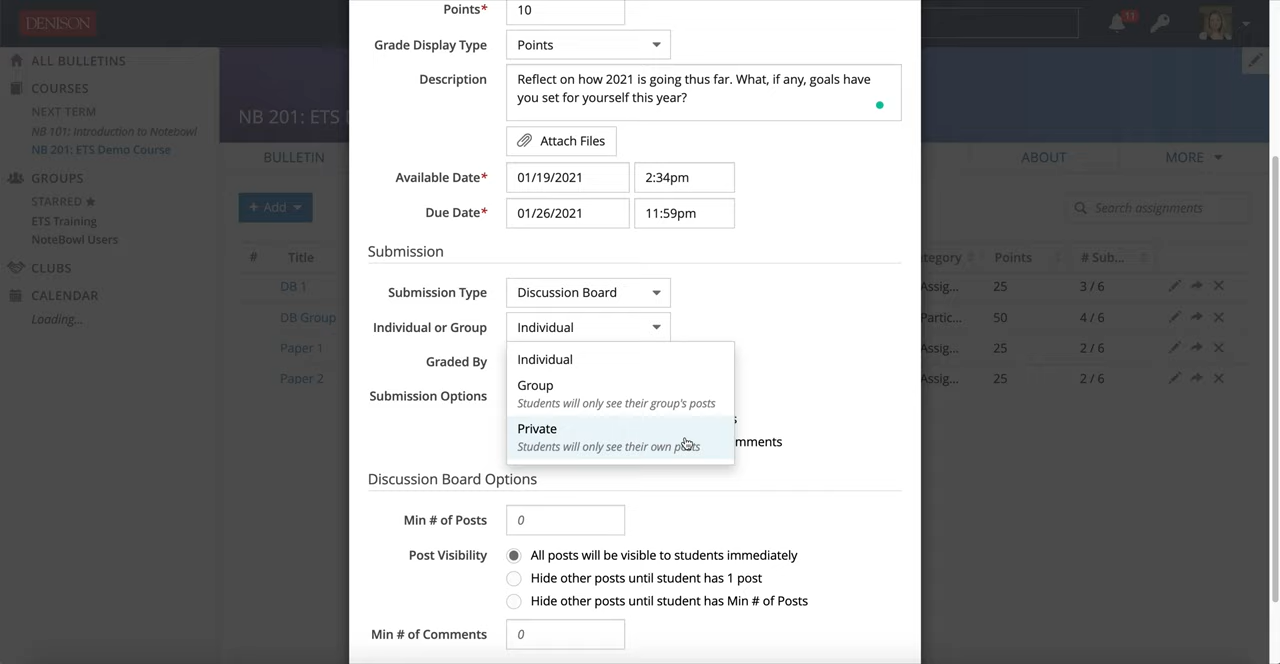 DENISON
11
ALL BULLETINS
COURSES
NEXT TERM
NB 101: Introduction to Notebowl
NB 201: ETS Demo Course
GROUPS
STARRED ★
ETS Training
NoteBowl Users
CLUBS
CALENDAR
Loading...
NB 201: ETS
BULLETIN
ABOUT
MORE
+ Add
Search assignments
# Title
tegory Points # Sub...
DB 1 Assig... 25 3 / 6
DB Group Partic... 50 4 / 6
Paper 1 Assig... 25 2 / 6
Paper 2 Assig... 25 2 / 6
Points* 10
Grade Display Type Points
Description Reflect on how 2021 is going thus far. What, if any, goals have
you set for yourself this year?
Attach Files
Available Date* 01/19/2021 2:34pm
Due Date* 01/26/2021 11:59pm
Submission
Submission Type Discussion Board
Individual or Group Individual
Individual
Graded By
Group
Students will only see their group's posts
Submission Options
Private
Students will only see their own posts
mments
Discussion Board Options
Min # of Posts 0
Post Visibility All posts will be visible to students immediately
Hide other posts until student has 1 post
Hide other posts until student has Min # of Posts
Min # of Comments 0